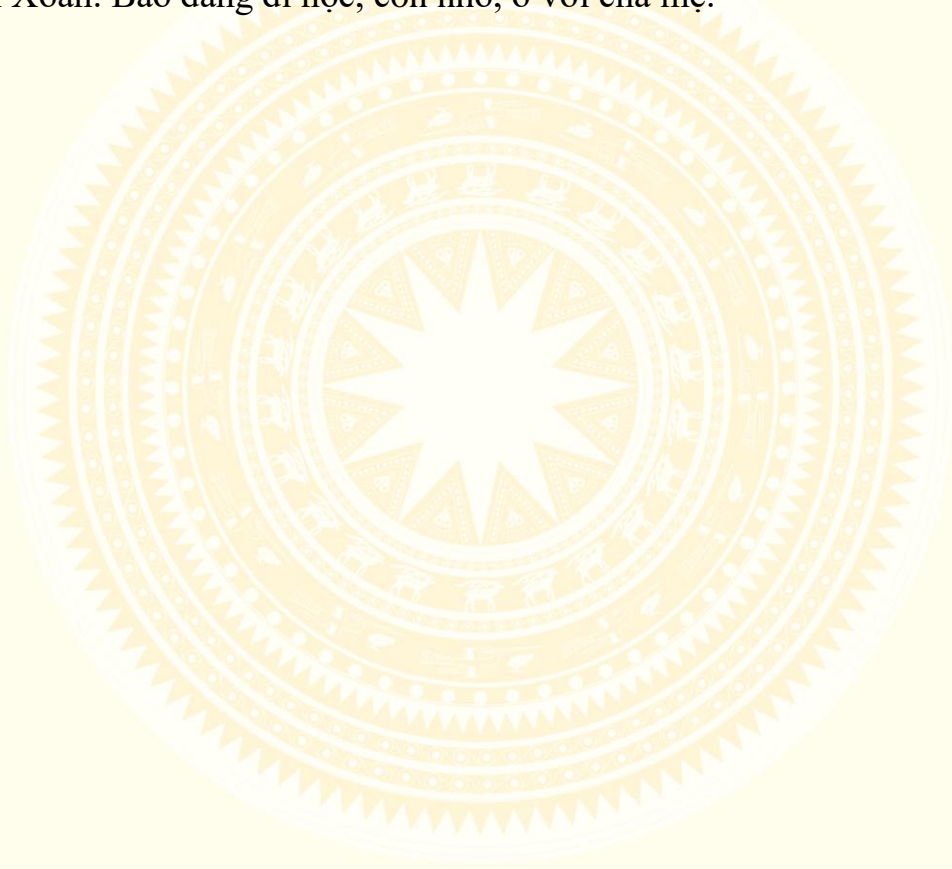 Xoan. Bảo đang đi học, còn nhỏ, ở với cha mẹ.